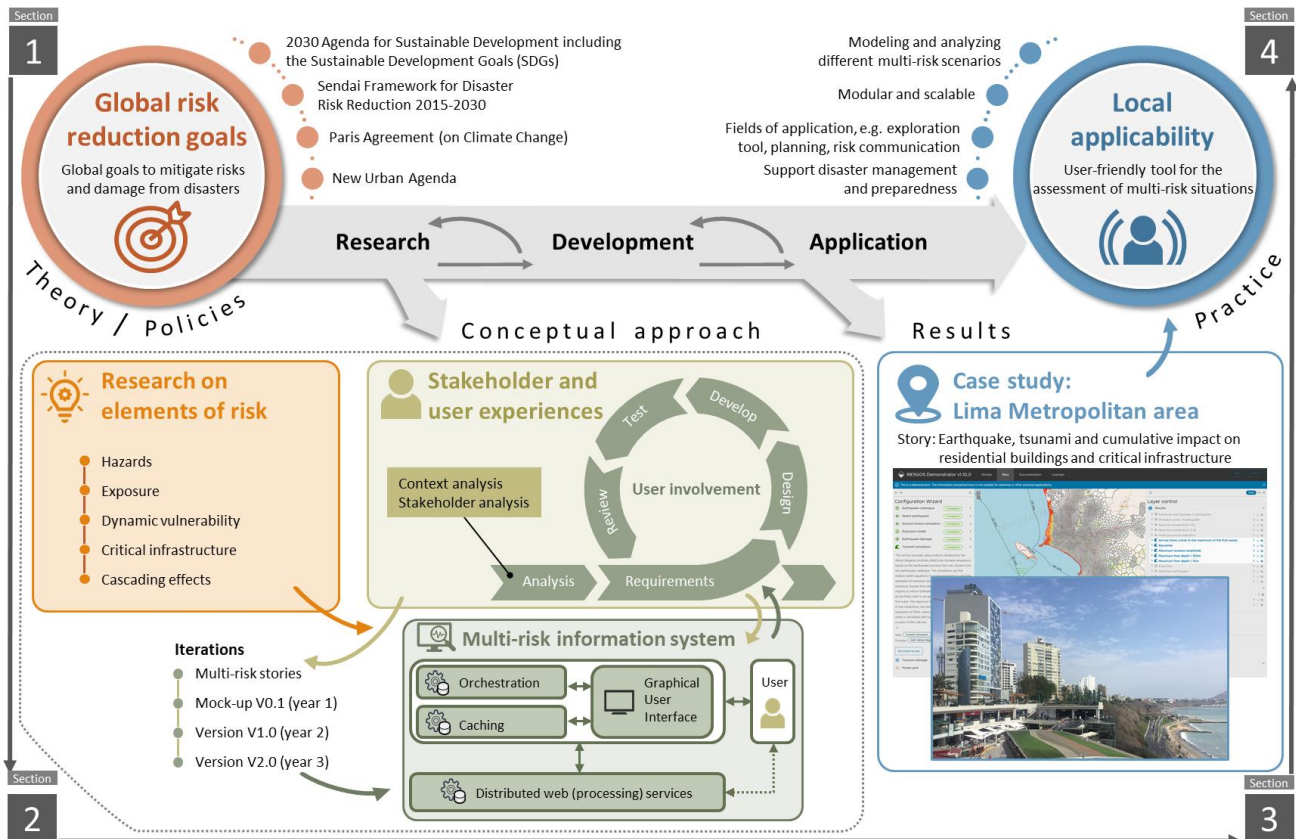 Section
1
Global risk
reduction goals
Global goals to mitigate risks
and damage from disasters
Theory / Policies
2030 Agenda for Sustainable Development including
the Sustainable Development Goals (SDGs)
Sendai Framework for Disaster
Risk Reduction 2015-2030
Paris Agreement (on Climate Change)
New Urban Agenda
Modeling and analyzing
different multi-risk scenarios
Modular and scalable
Fields of application, e.g. exploration
tool, planning, risk communication
Support disaster management
and preparedness
Section
4
Local
applicability
User-friendly tool for the
assessment of multi-risk situations
Practice
Research
Development
Application
Conceptual approach
Results
Research on
elements of risk
Hazards
Exposure
Dynamic vulnerability
Critical infrastructure
Cascading effects
Stakeholder and
user experiences
Context analysis
Stakeholder analysis
Test
Develop
Design
Review
User involvement
Analysis
Requirements
Iterations
Multi-risk stories
Mock-up V0.1 (year 1)
Version V1.0 (year 2)
Version V2.0 (year 3)
Multi-risk information system
Orchestration
Caching
Graphical
User
Interface
User
Distributed web (processing) services
Case study:
Lima Metropolitan area
Story: Earthquake, tsunami and cumulative impact on
residential buildings and critical infrastructure
Configuration Wizard
Layer control
Section
2
Section
3